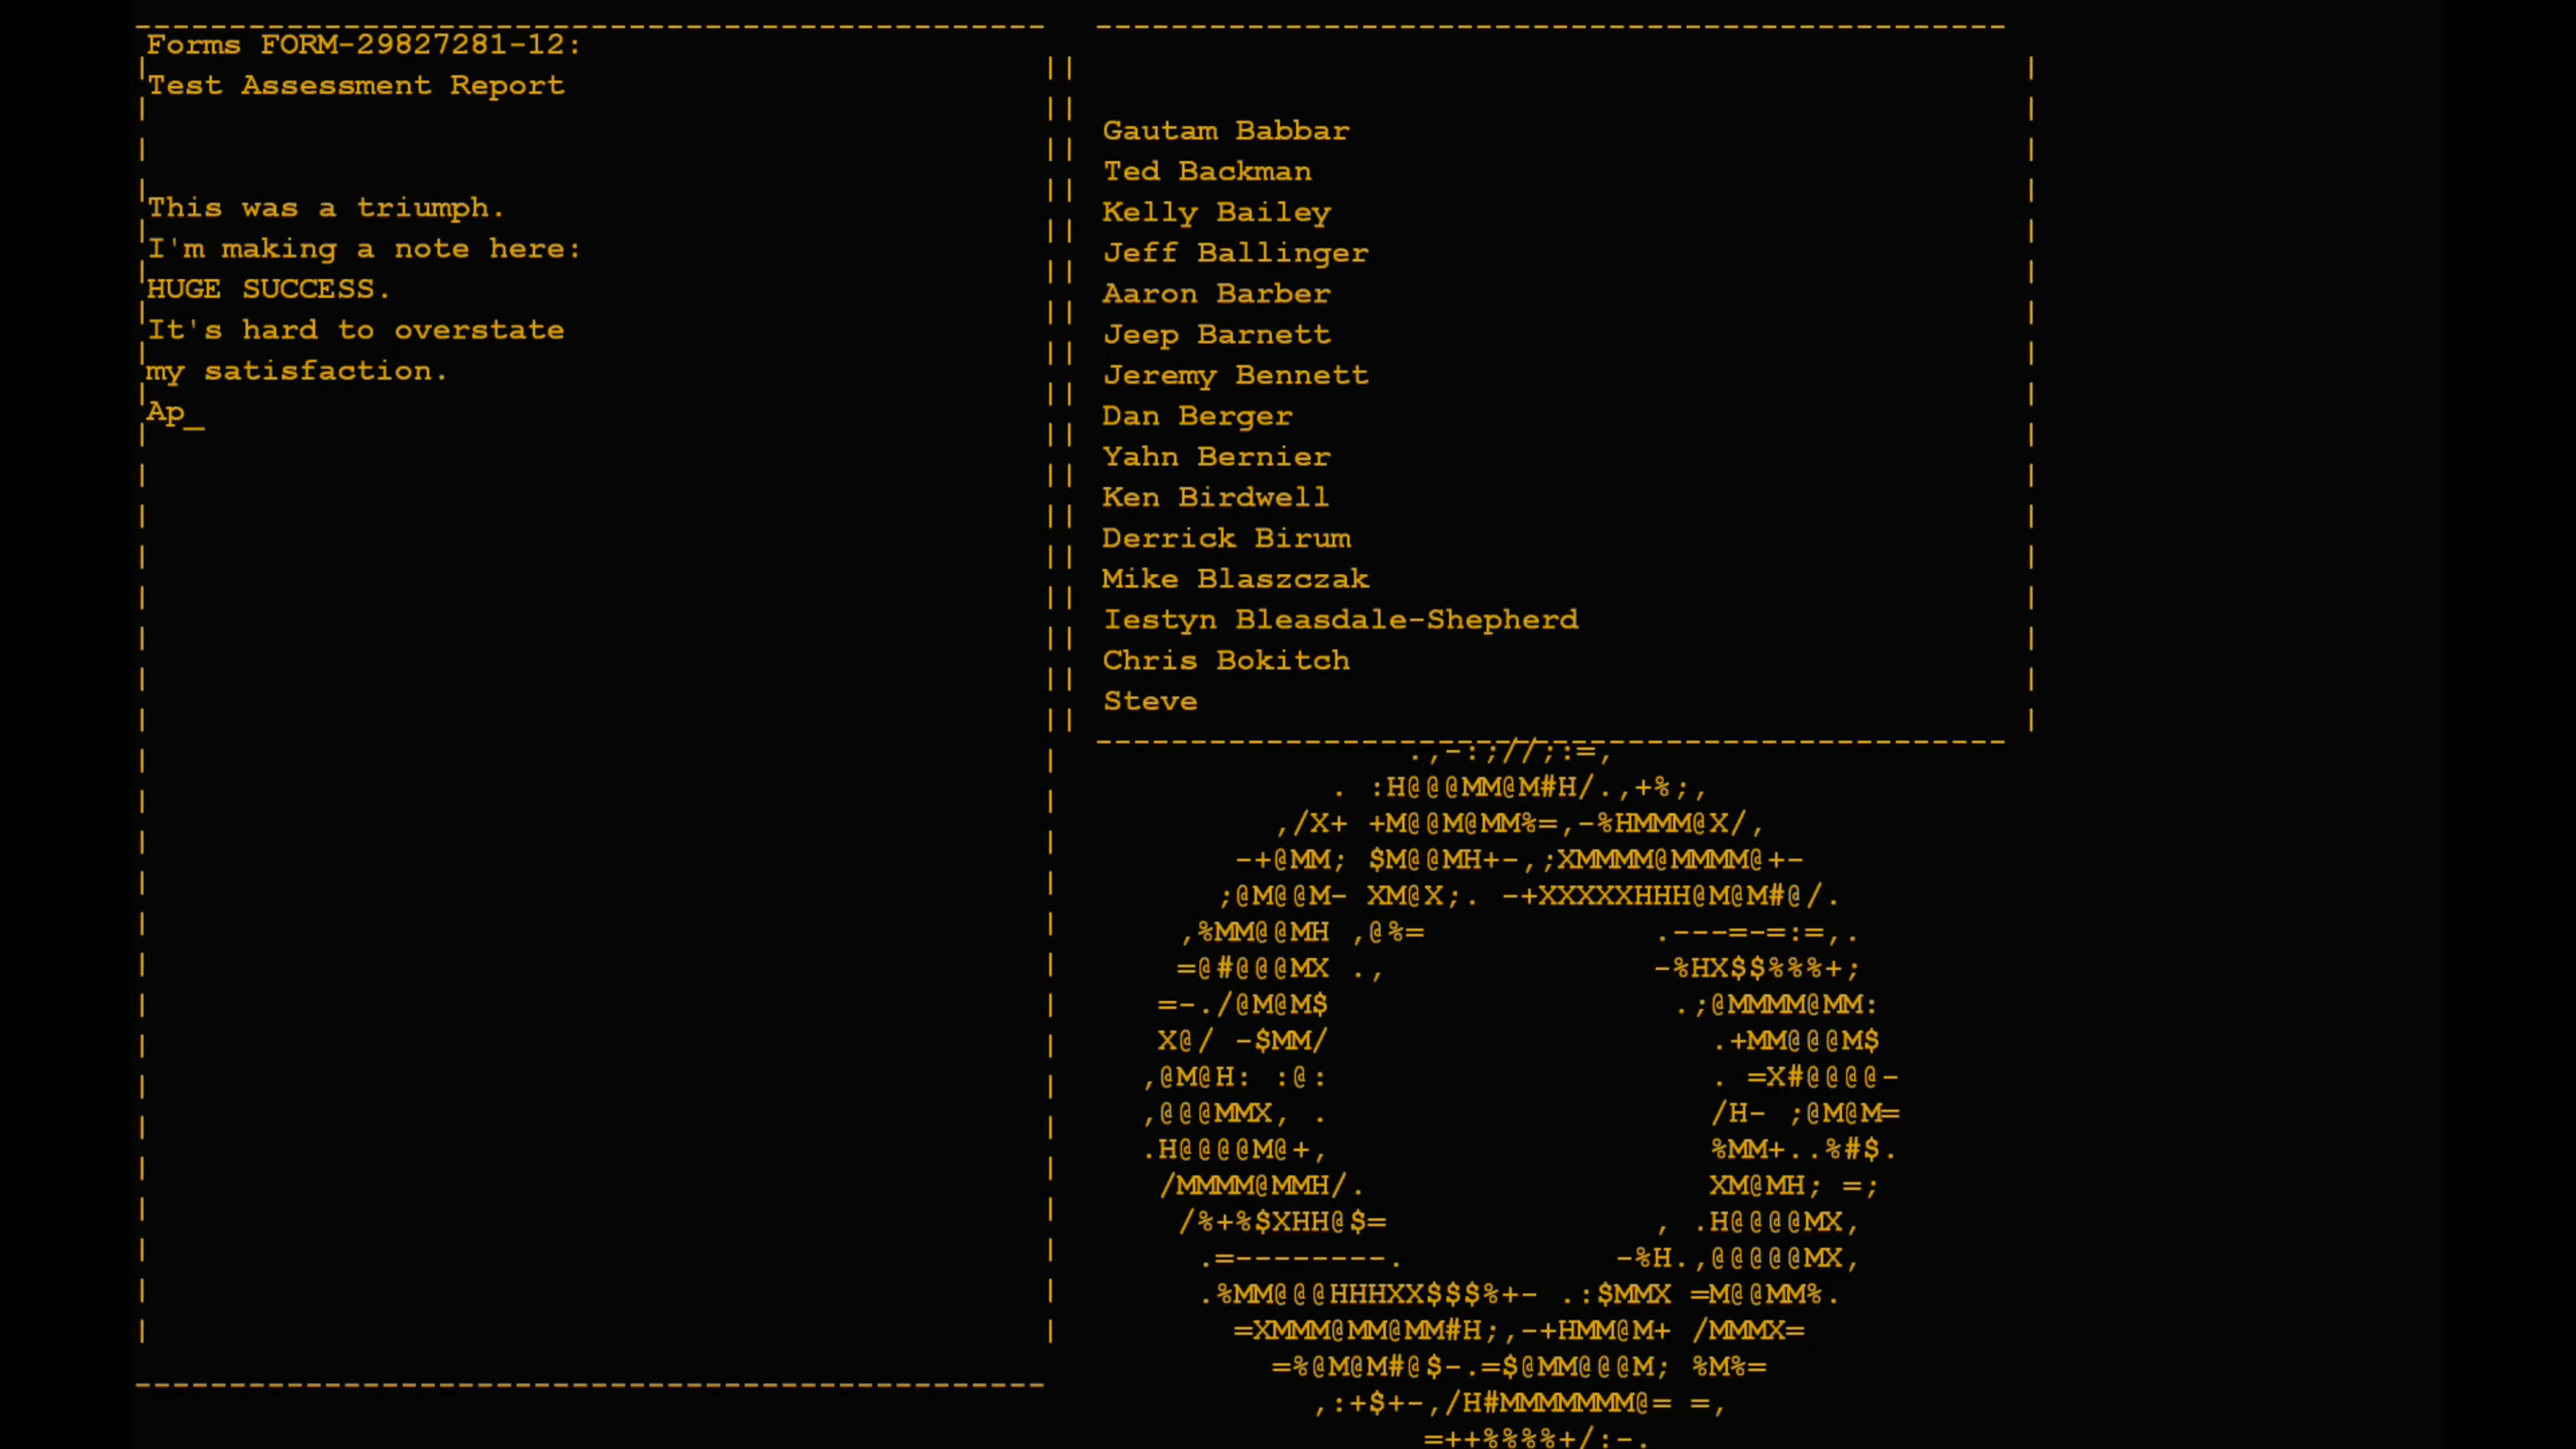 Forms FORM-29827281-12:
Test Assessment Report
This was a triumph.
I'm making a note here:
HUGE SUCCESS.
It's hard to overstate
my satisfaction.
Ap_
Gautam Babbar
Ted Backman
Kelly Bailey
Jeff Ballinger
Aaron Barber
Jeep Barnett
Jeremy Bennett
Dan Berger
Yahn Bernier
Ken Birdwell
Derrick Birum
Mike Blaszczak
Iestyn Bleasdale-Shepherd
Chris Bokitch
Steve